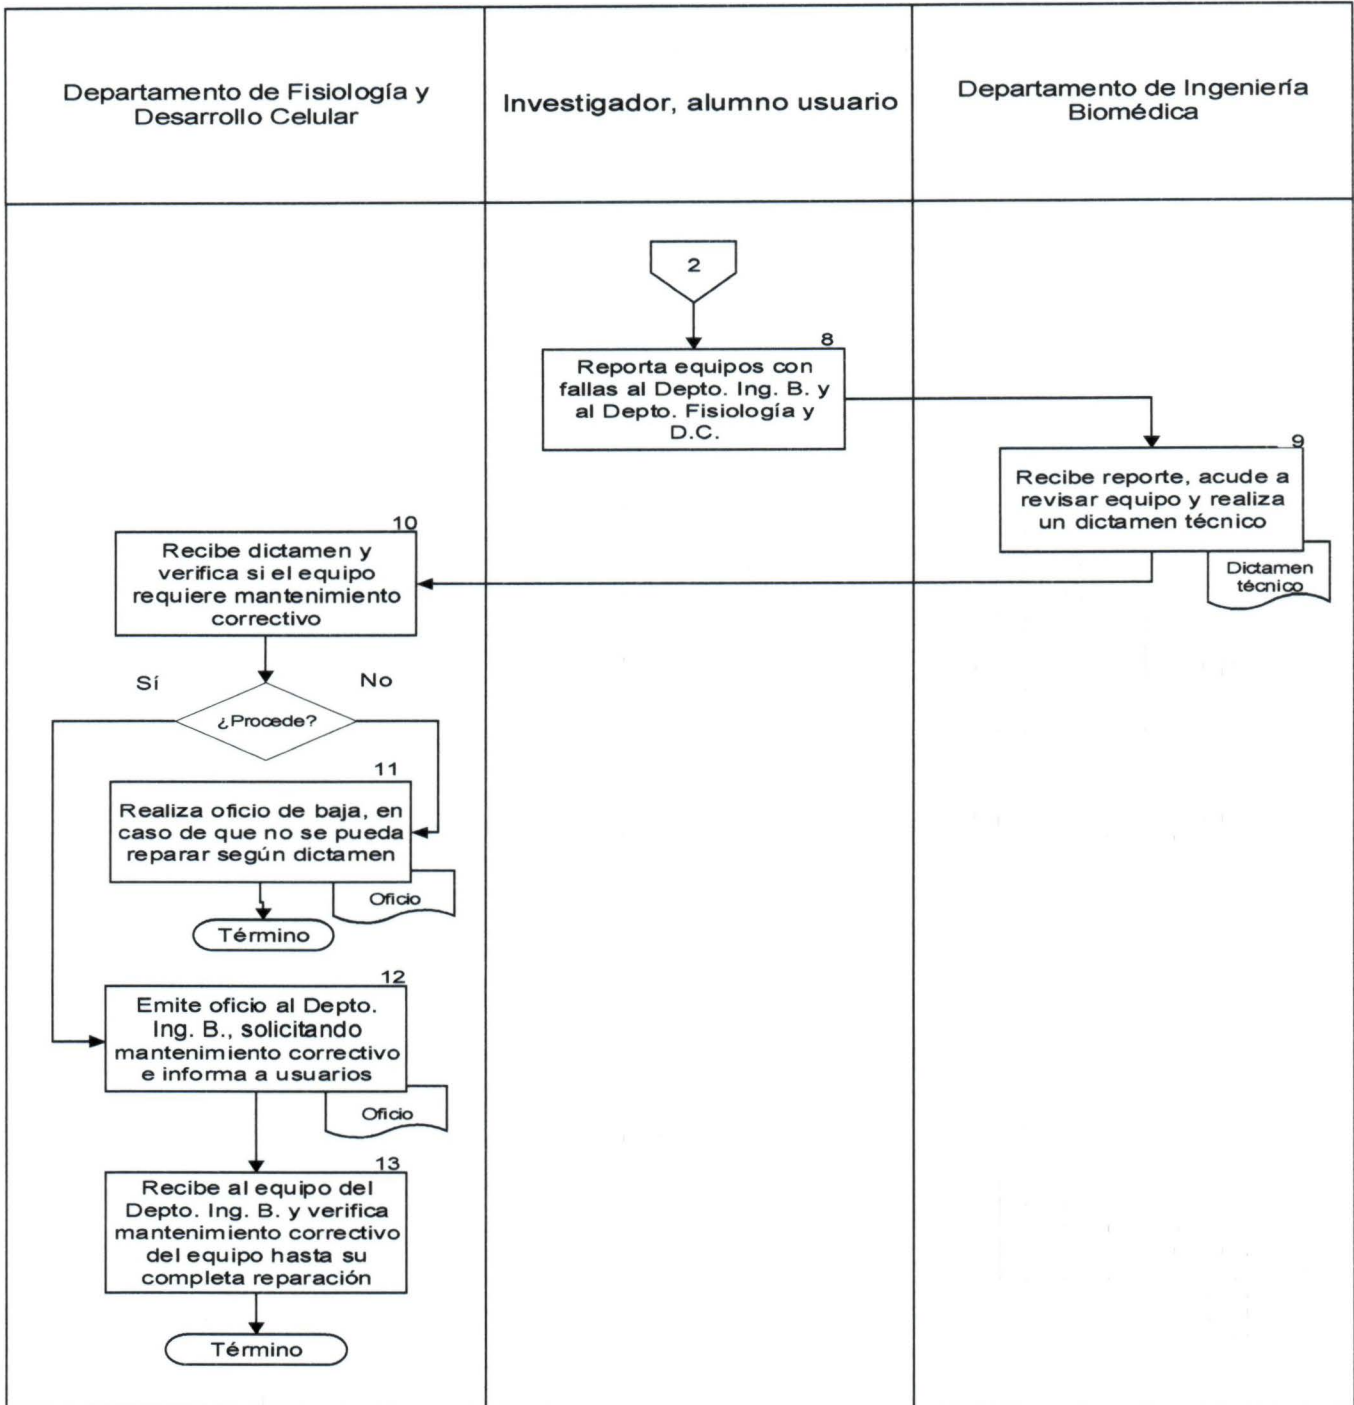 Departamento de Fisiología y
Desarrollo Celular
Investigador, alumno usuario
Departamento de Ingeniería
Biomédica
2
8
Reporta equipos con
fallas al Depto. Ing. B. y
al Depto. Fisiología y
D.C.
9
Recibe reporte, acude a
revisar equipo y realiza
un dictamen técnico
Dictamen
técnico
10
Recibe dictamen y
verifica si el equipo
requiere mantenimiento
correctivo
Sí
No
¿Procede?
11
Realiza oficio de baja, en
caso de que no se pueda
reparar según dictamen
Oficio
Término
12
Emite oficio al Depto.
Ing. B., solicitando
mantenimiento correctivo
e informa a usuarios
Oficio
13
Recibe al equipo del
Depto. Ing. B. y verifica
mantenimiento correctivo
del equipo hasta su
completa reparación
Término